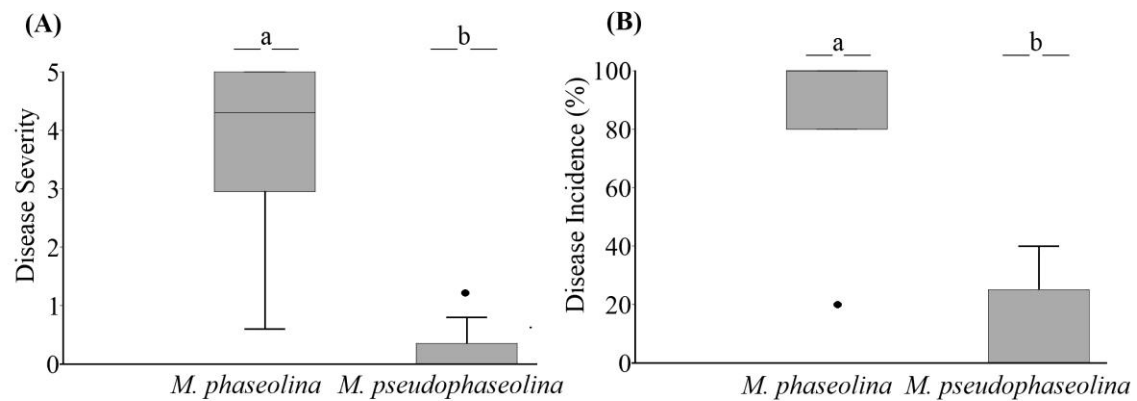 (A)
a
b
5
4
3
2
1
0
Disease Severity
M. phaseolina
M. pseudophaseolina
(B)
a
b
100
80
60
40
20
0
Disease Incidence (%)
M. phaseolina
M. pseudophaseolina